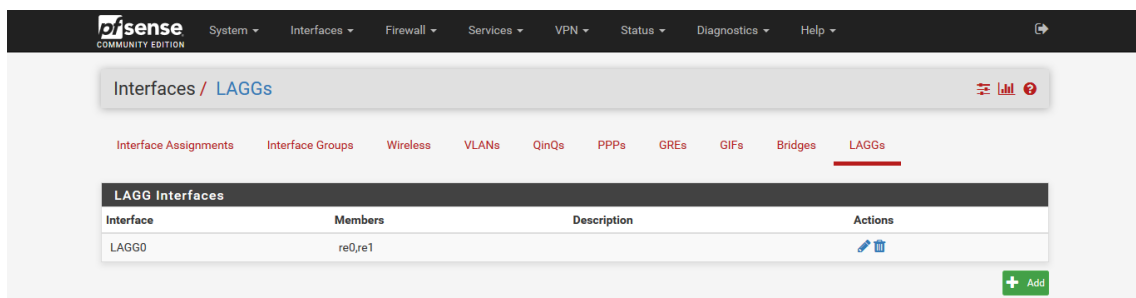 pfsense System Interfaces Firewall Services VPN Status Diagnostics Help
COMMUNITY EDITION
Interfaces / LAGGs
Interface Assignments Interface Groups Wireless VLANs QinQs PPPs GREs GIFs Bridges LAGGs
LAGG Interfaces
Interface Members Description Actions
LAGG0 re0,re1
Add